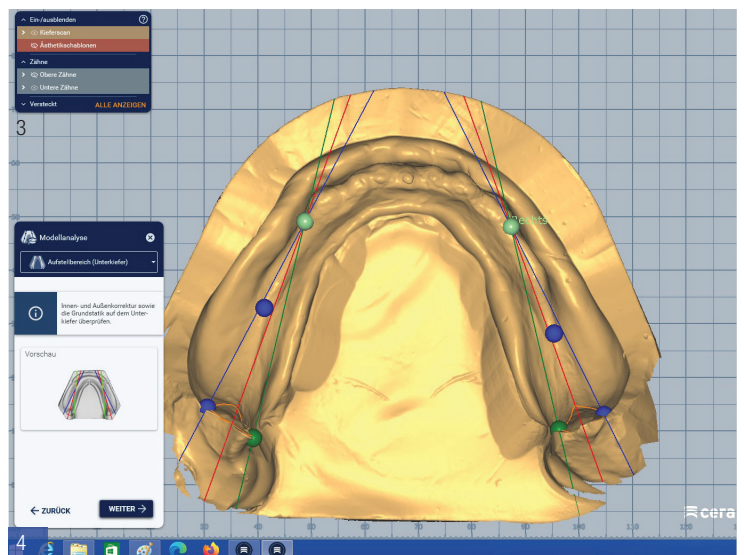 Ein-/ausblenden
Kieferscan
Ästhetikschablonen
Zähne
Obere Zähne
Untere Zähne
Versteckt ALLE ANZEIGEN
3
Rechts
Modellanalyse
Aufstellbereich (Unterkiefer)
Innen- und Außenkorrektur sowie
die Grundstatik auf dem Unter-
kiefer überprüfen.
Vorschau
ZURÜCK WEITER
cera
4